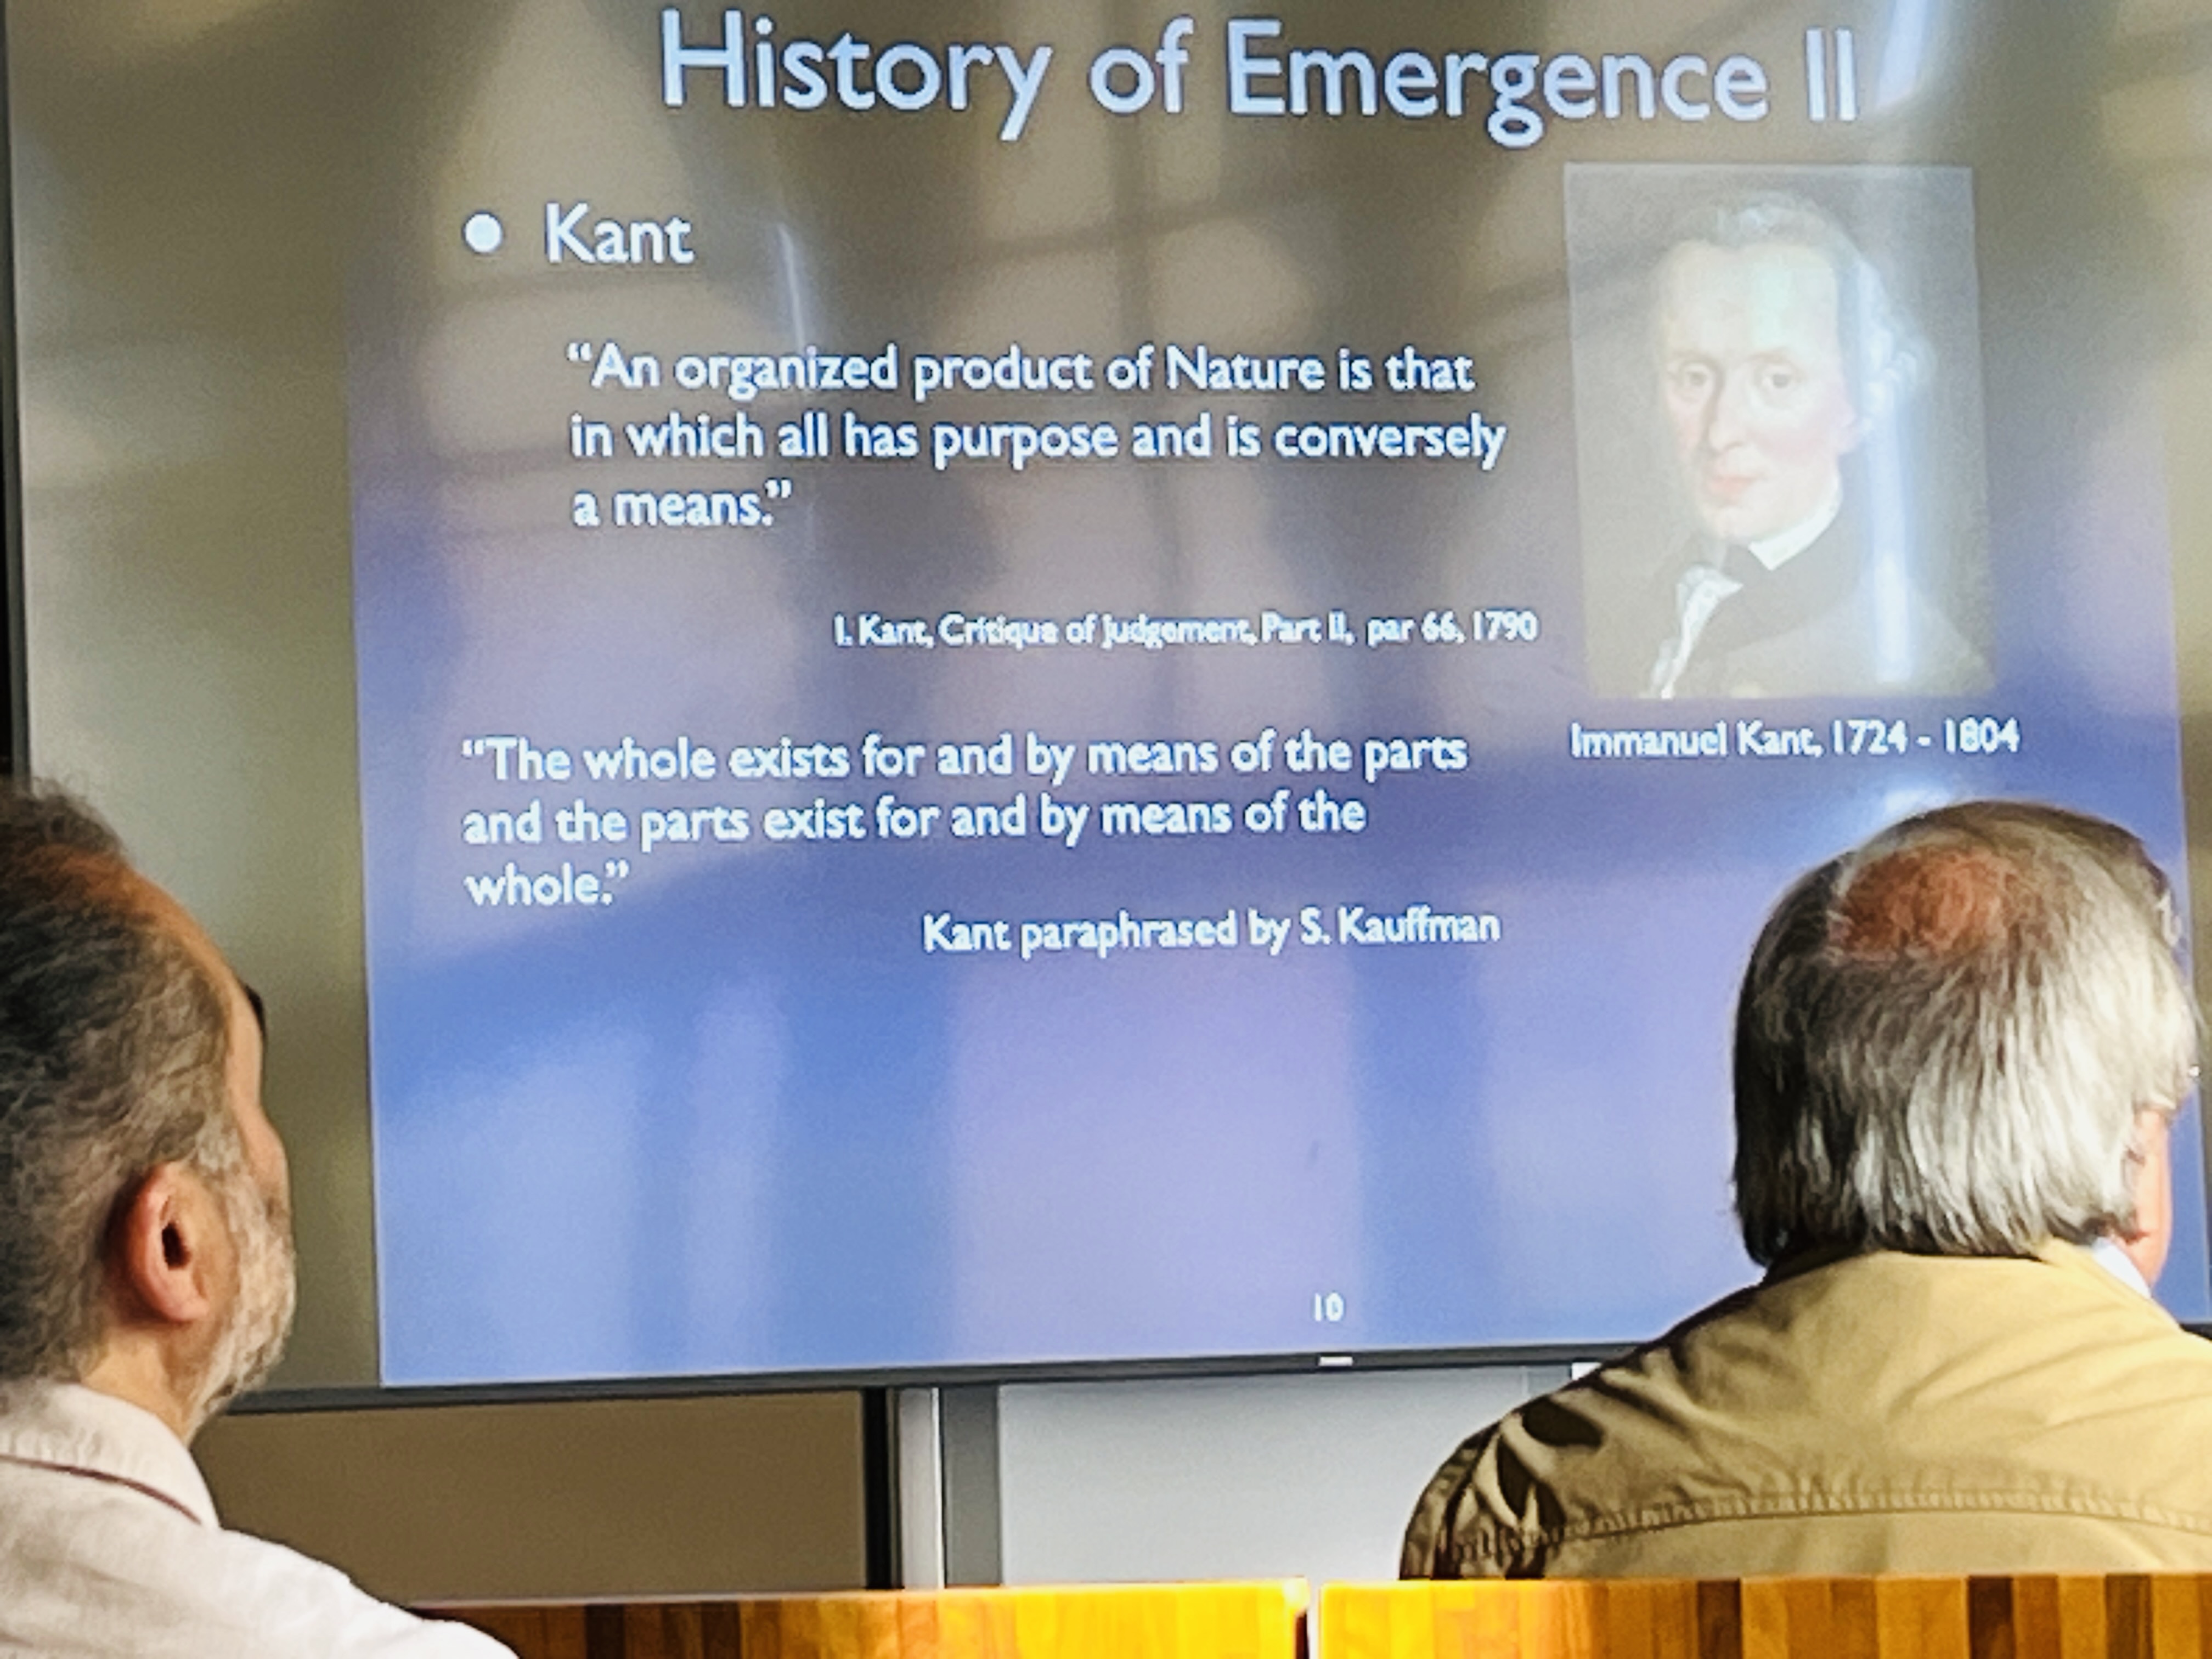 History of Emergence II
• Kant
“An organized product of Nature is that
in which all has purpose and is conversely
a means.”
I. Kant, Critique of Judgement, Part II, par 66, 1790
Immanuel Kant, 1724 - 1804
“The whole exists for and by means of the parts
and the parts exist for and by means of the
whole.”
Kant paraphrased by S. Kauffman
10